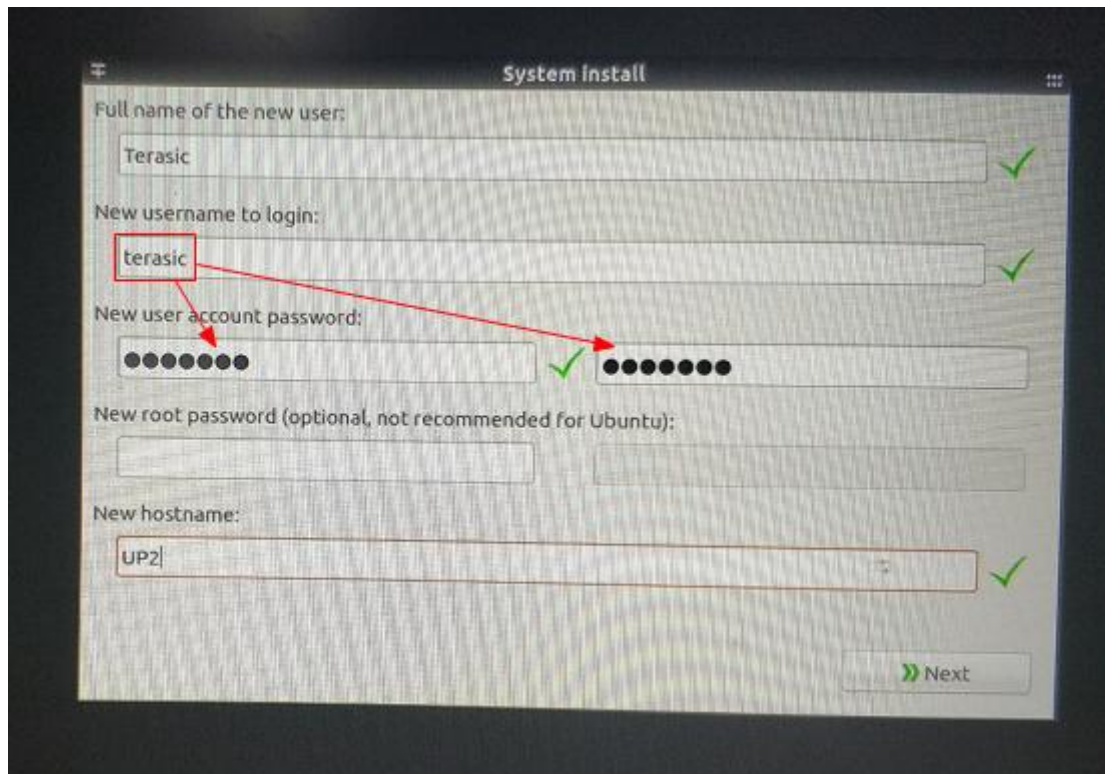 System install
Full name of the new user:
Terasic
New username to login:
terasic
New user account password:
●●●●●●● ●●●●●●●
New root password (optional, not recommended for Ubuntu):
New hostname:
UP2
Next